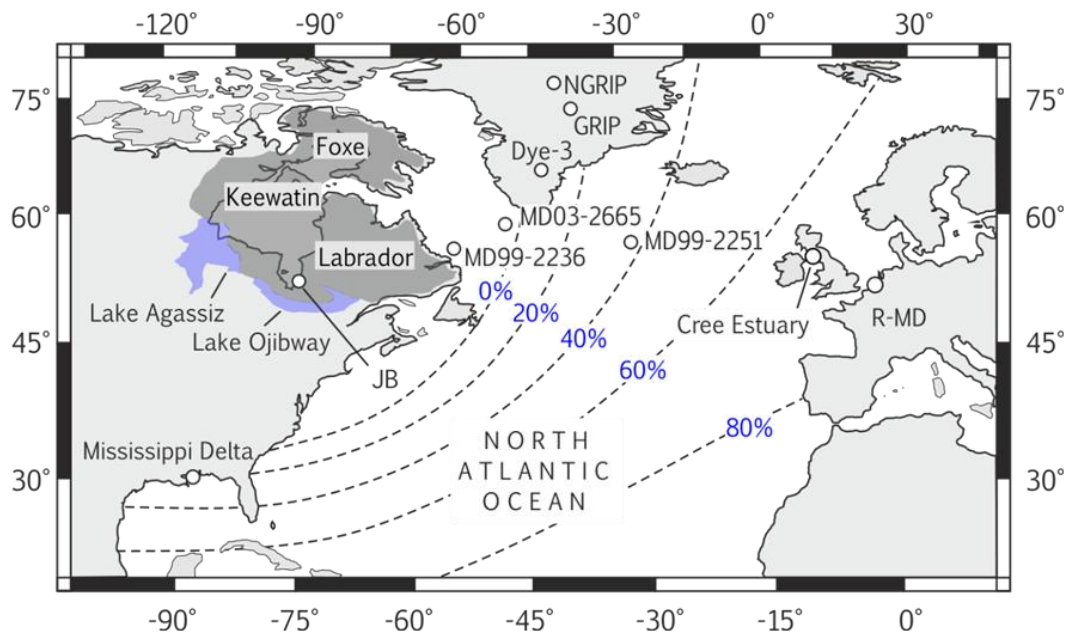 -120° -90° -60° -30° 0° 30°
75° 75°
NGRIP
GRIP
Foxe
Dye-3
Keewatin
60° 60°
MD03-2665
MD99-2251
Labrador
MD99-2236
0%
Lake Agassiz
20%
Cree Estuary
R-MD
Lake Ojibway
40%
45° 45°
60%
JB
80%
NORTH
ATLANTIC
OCEAN
Mississippi Delta
30° 30°
-90° -75° -60° -45° -30° -15° 0°